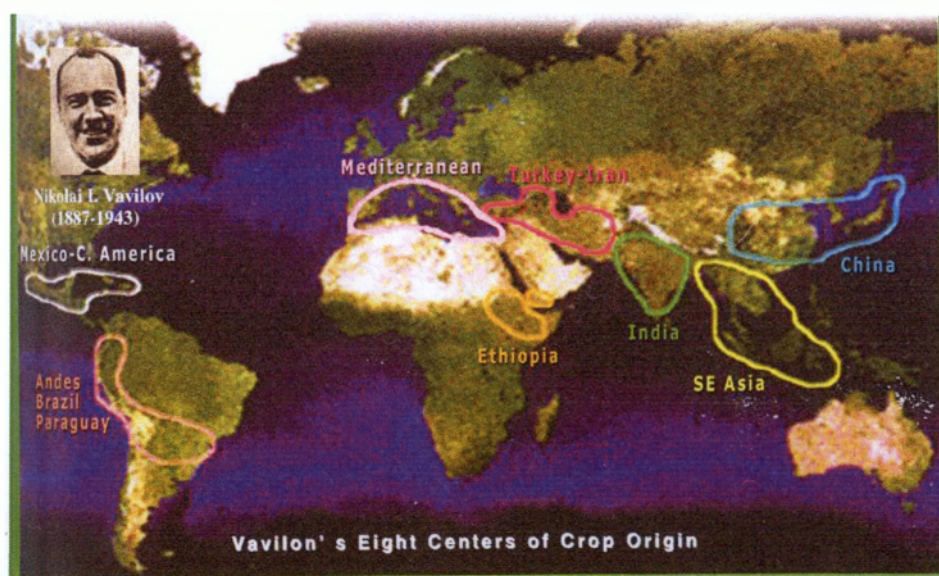 Nikolai I. Vavilov
(1887-1943)
Mexico-C. America
Mediterranean
Turkey-Iran
China
India
Ethiopia
SE Asia
Andes
Brazil
Paraguay
Vavilon' s Eight Centers of Crop Origin